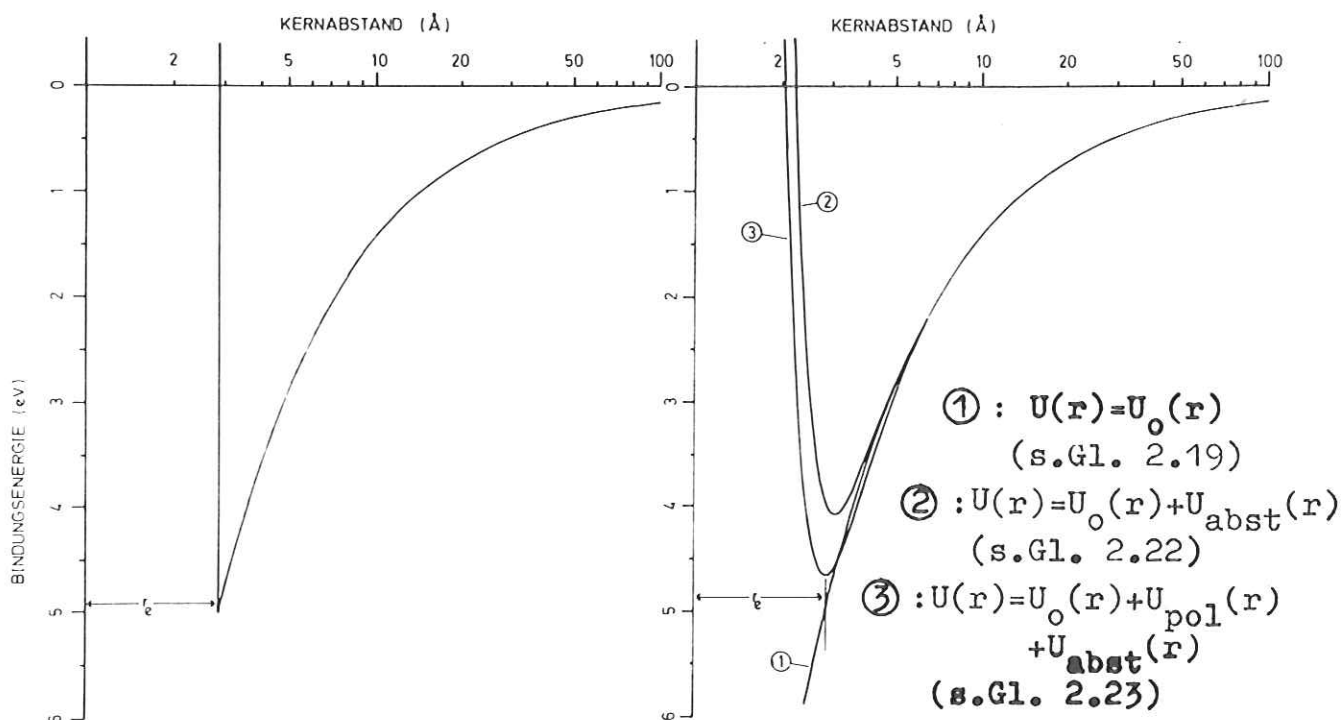 KERNABSTAND (Å)
2 5 10 20 50 100
0
1
2
3
4
5
6
BINDUNGSENERGIE (eV)
r_e
KERNABSTAND (Å)
2 5 10 20 50 100
0
1
2
3
4
5
6
②
③
①
r_e
① : U(r)=U_o(r)
(s.Gl. 2.19)
② :U(r)=U_o(r)+U_abst(r)
(s.Gl. 2.22)
③ :U(r)=U_o(r)+U_pol(r)
+U_abst(r)
(s.Gl. 2.23)